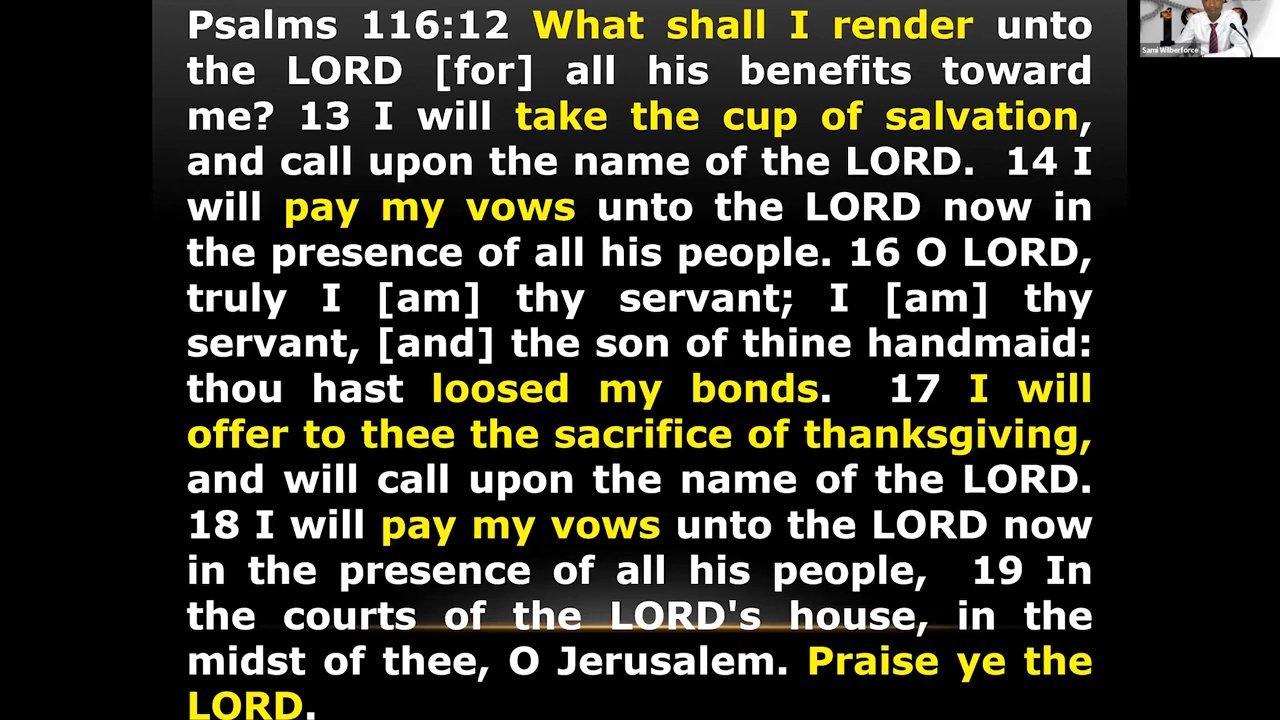 Psalms 116:12 What shall I render unto
the LORD [for] all his benefits toward
me? 13 I will take the cup of salvation,
and call upon the name of the LORD. 14 I
will pay my vows unto the LORD now in
the presence of all his people. 16 O LORD,
truly I [am] thy servant; I [am] thy
servant, [and] the son of thine handmaid:
thou hast loosed my bonds. 17 I will
offer to thee the sacrifice of thanksgiving,
and will call upon the name of the LORD.
18 I will pay my vows unto the LORD now
in the presence of all his people, 19 In
the courts of the LORD's house, in the
midst of thee, O Jerusalem. Praise ye the
LORD.
Sami Wilberforce